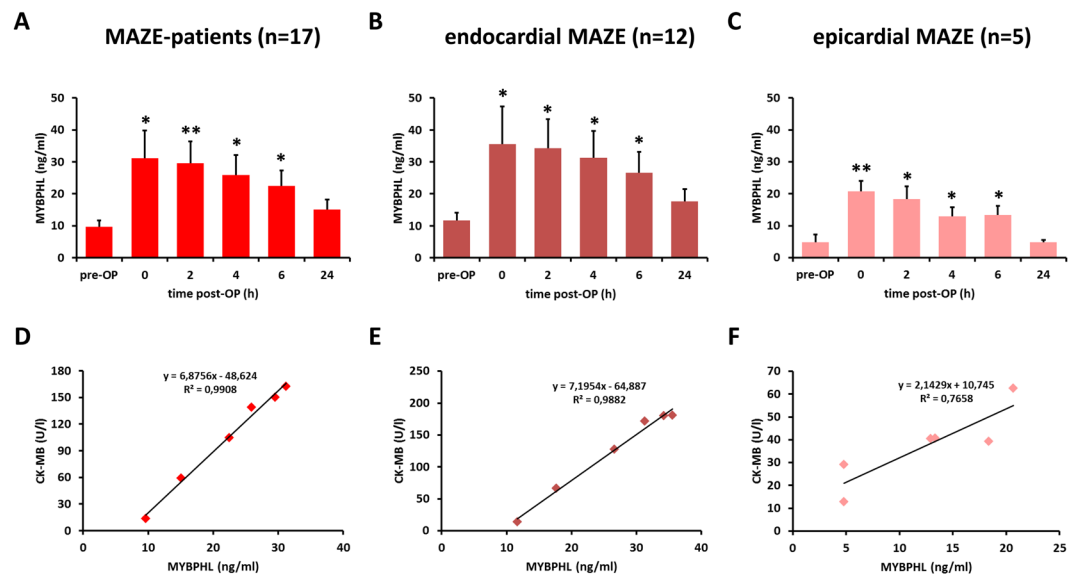 A
MAZE-patients (n=17)
MYBPHL (ng/ml)
50
40
30
20
10
0
*
**
*
*
pre-OP 0 2 4 6 24
time post-OP (h)
B
endocardial MAZE (n=12)
MYBPHL (ng/ml)
50
40
30
20
10
0
*
*
*
*
pre-OP 0 2 4 6 24
time post-OP (h)
C
epicardial MAZE (n=5)
MYBPHL (ng/ml)
50
40
30
20
10
0
**
*
*
*
pre-OP 0 2 4 6 24
time post-OP (h)
D
y = 6,8756x - 48,624
R² = 0,9908
CK-MB (U/l)
180
150
120
90
60
30
0
0 10 20 30 40
MYBPHL (ng/ml)
E
y = 7,1954x - 64,887
R² = 0,9882
CK-MB (U/l)
250
200
150
100
50
0
0 10 20 30 40
MYBPHL (ng/ml)
F
y = 2,1429x + 10,745
R² = 0,7658
CK-MB (U/l)
70
60
50
40
30
20
10
0
0 5 10 15 20 25
MYBPHL (ng/ml)